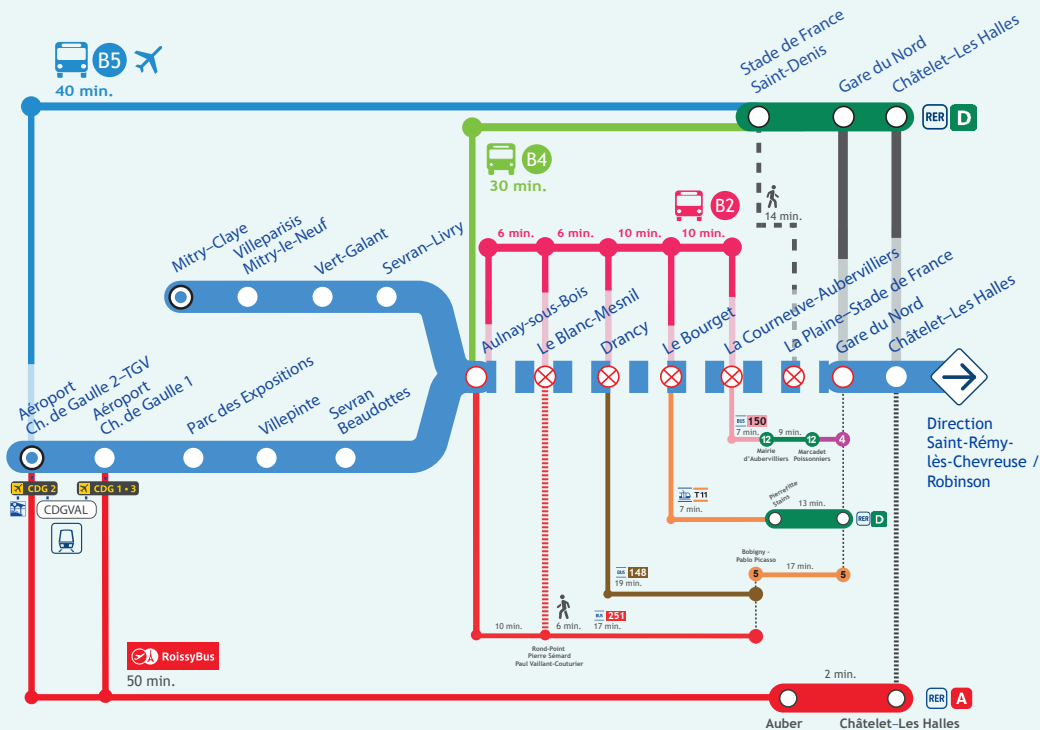 B5
40 min.
Stade de France
Saint-Denis
Gare du Nord
Châtelet–Les Halles
RER D
B4
30 min.
B2
14 min.
6 min.
6 min.
10 min.
10 min.
Mitry–Claye
Villeparisis
Mitry-le-Neuf
Vert-Galant
Sevran–Livry
Aulnay-sous-Bois
Le Blanc-Mesnil
Drancy
Le Bourget
La Courneuve-Aubervilliers
La Plaine–Stade de France
Gare du Nord
Châtelet–Les Halles
Aéroport
Ch. de Gaulle 2–TGV
Aéroport
Ch. de Gaulle 1
Parc des Expositions
Villepinte
Sevran
Beaudottes
Direction
Saint-Rémy-
lès-Chevreuse /
Robinson
BUS 150
7 min.
12
9 min.
12
4
Mairie
d'Aubervilliers
Marcadet
Poissonniers
CDG 2
CDG 1 • 3
CDGVAL
T11
7 min.
Pierrefitte
Stains
13 min.
RER D
Bobigny -
Pablo Picasso
BUS 148
19 min.
5
17 min.
5
10 min.
6 min.
BUS 251
17 min.
Rond-Point
Pierre Sémard
Paul Vaillant-Couturier
RoissyBus
50 min.
2 min.
RER A
Auber
Châtelet–Les Halles